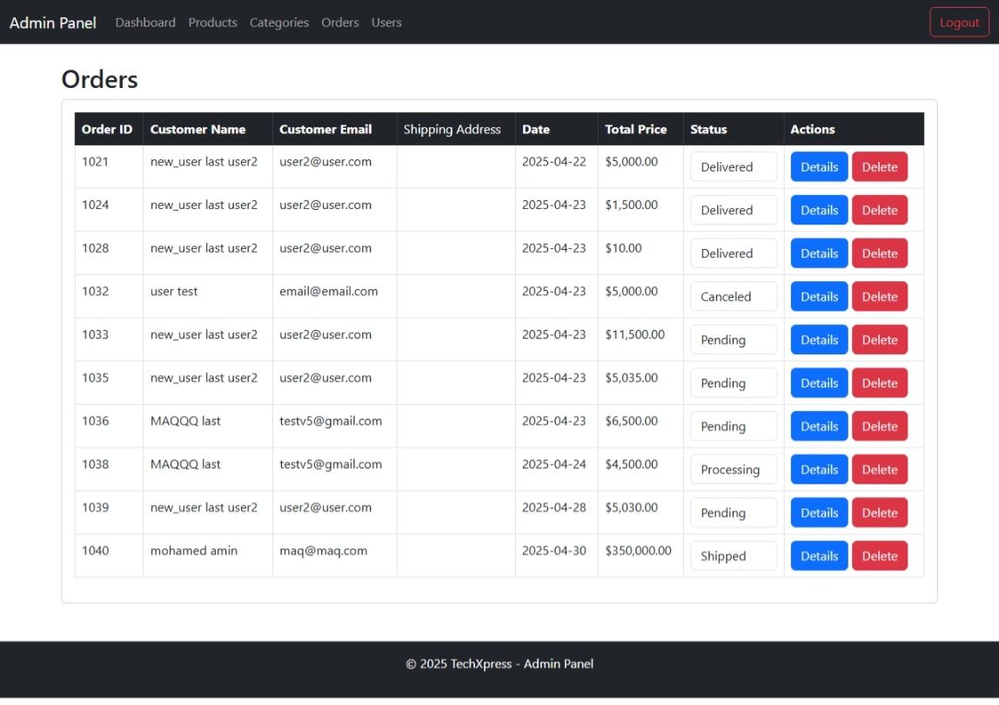 Admin Panel Dashboard Products Categories Orders Users Logout
Orders
Order ID Customer Name Customer Email Shipping Address Date Total Price Status Actions
1021 new_user last user2 user2@user.com 2025-04-22 $5,000.00 Delivered Details Delete
1024 new_user last user2 user2@user.com 2025-04-23 $1,500.00 Delivered Details Delete
1028 new_user last user2 user2@user.com 2025-04-23 $10.00 Delivered Details Delete
1032 user test email@email.com 2025-04-23 $5,000.00 Canceled Details Delete
1033 new_user last user2 user2@user.com 2025-04-23 $11,500.00 Pending Details Delete
1035 new_user last user2 user2@user.com 2025-04-23 $5,035.00 Pending Details Delete
1036 MAQQQ last testv5@gmail.com 2025-04-23 $6,500.00 Pending Details Delete
1038 MAQQQ last testv5@gmail.com 2025-04-24 $4,500.00 Processing Details Delete
1039 new_user last user2 user2@user.com 2025-04-28 $5,030.00 Pending Details Delete
1040 mohamed amin maq@maq.com 2025-04-30 $350,000.00 Shipped Details Delete
© 2025 TechXpress - Admin Panel